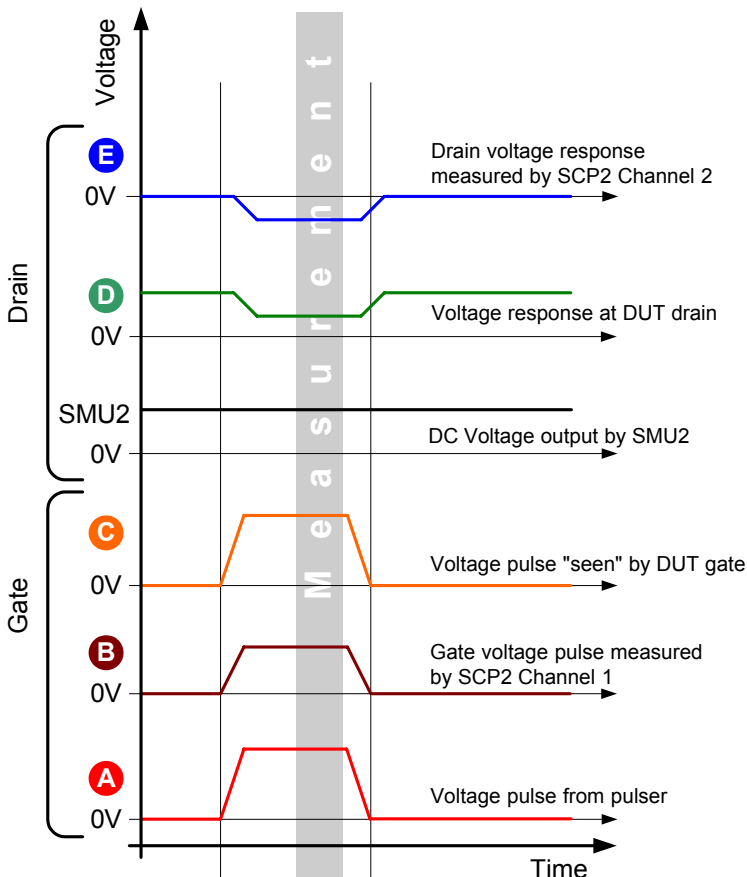 Voltage
Measurement
Drain
E
0V
Drain voltage response
measured by SCP2 Channel 2
D
0V
Voltage response at DUT drain
SMU2
0V
DC Voltage output by SMU2
Gate
C
0V
Voltage pulse "seen" by DUT gate
B
0V
Gate voltage pulse measured
by SCP2 Channel 1
A
0V
Voltage pulse from pulser
Time